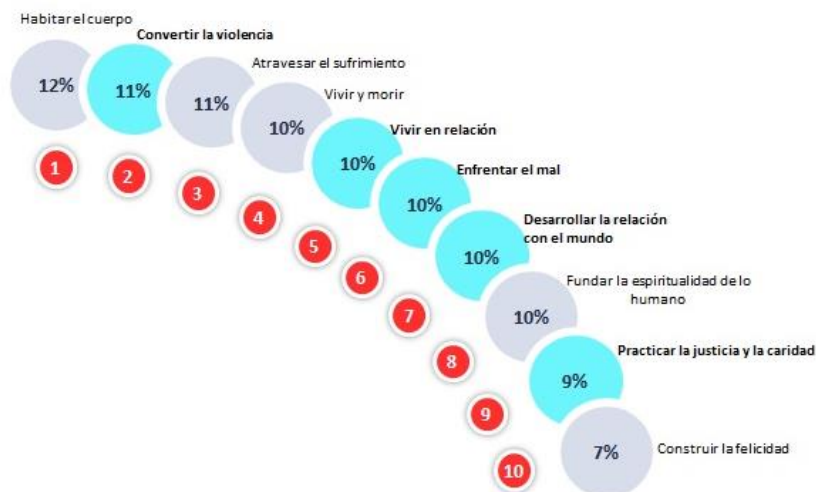 Habitar el cuerpo
12%
1
Convertir la violencia
11%
2
Atravesar el sufrimiento
11%
3
Vivir y morir
10%
4
Vivir en relación
10%
5
Enfrentar el mal
10%
6
Desarrollar la relación
con el mundo
10%
7
Fundar la espiritualidad de lo
humano
10%
8
Practicar la justicia y la caridad
9%
9
Construir la felicidad
7%
10